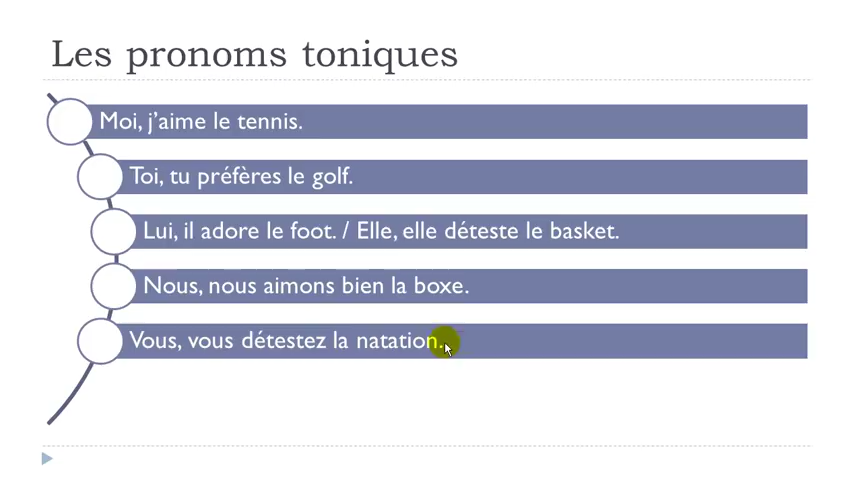 Les pronoms toniques
Moi, j’aime le tennis.
Toi, tu préfères le golf.
Lui, il adore le foot. / Elle, elle déteste le basket.
Nous, nous aimons bien la boxe.
Vous, vous détestez la natation.